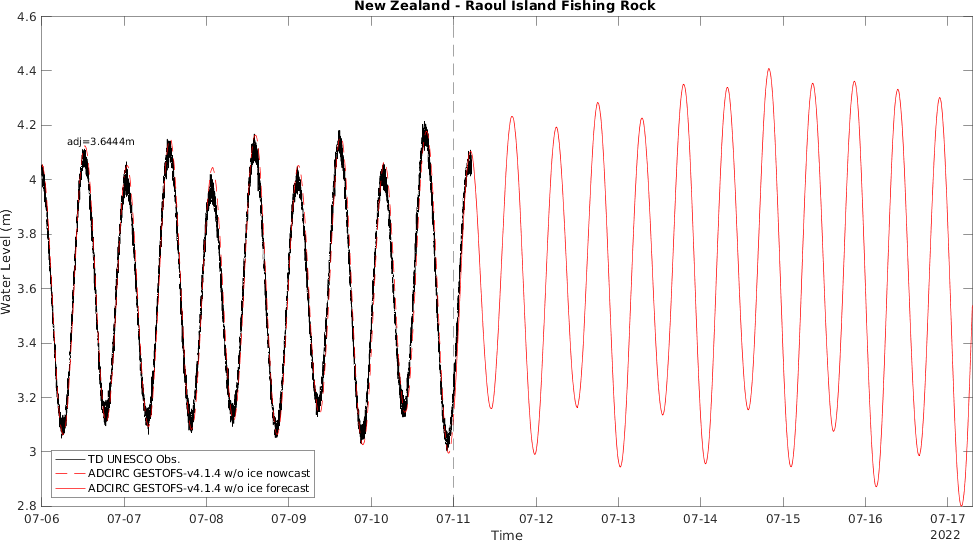 New Zealand - Raoul Island Fishing Rock
4.6
4.4
4.2
4
3.8
3.6
3.4
3.2
3
2.8
Water Level (m)
adj=3.6444m
TD UNESCO Obs.
ADCIRC GESTOFS-v4.1.4 w/o ice nowcast
ADCIRC GESTOFS-v4.1.4 w/o ice forecast
07-06 07-07 07-08 07-09 07-10 07-11 07-12 07-13 07-14 07-15 07-16 07-17
Time
2022